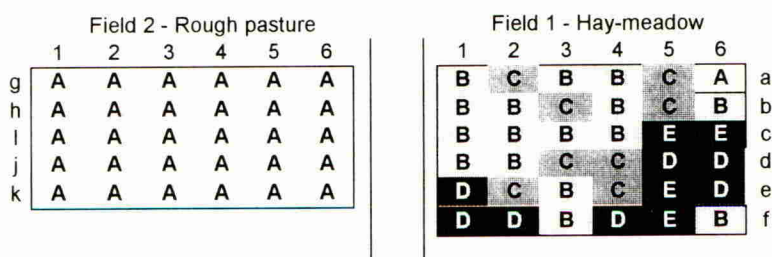 Field 2 - Rough pasture
1 2 3 4 5 6
g A A A A A A
h A A A A A A
I A A A A A A
j A A A A A A
k A A A A A A
Field 1 - Hay-meadow
1 2 3 4 5 6
B C B B C A a
B B C B C B b
B B B B E E c
B B C C D D d
D C B C E D e
D D B D E B f